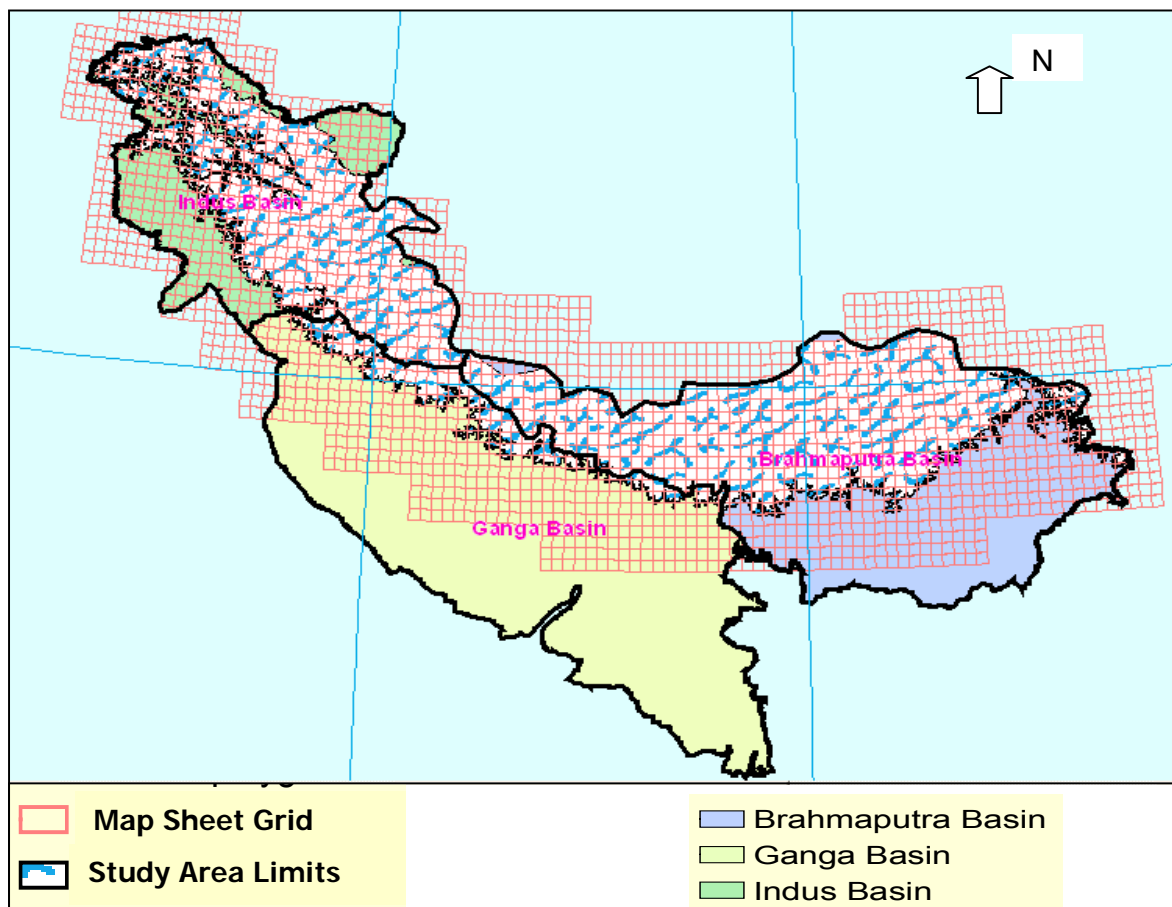 N
Indus Basin
Brahmaputra Basin
Ganga Basin
Map Sheet Grid
Study Area Limits
Brahmaputra Basin
Ganga Basin
Indus Basin